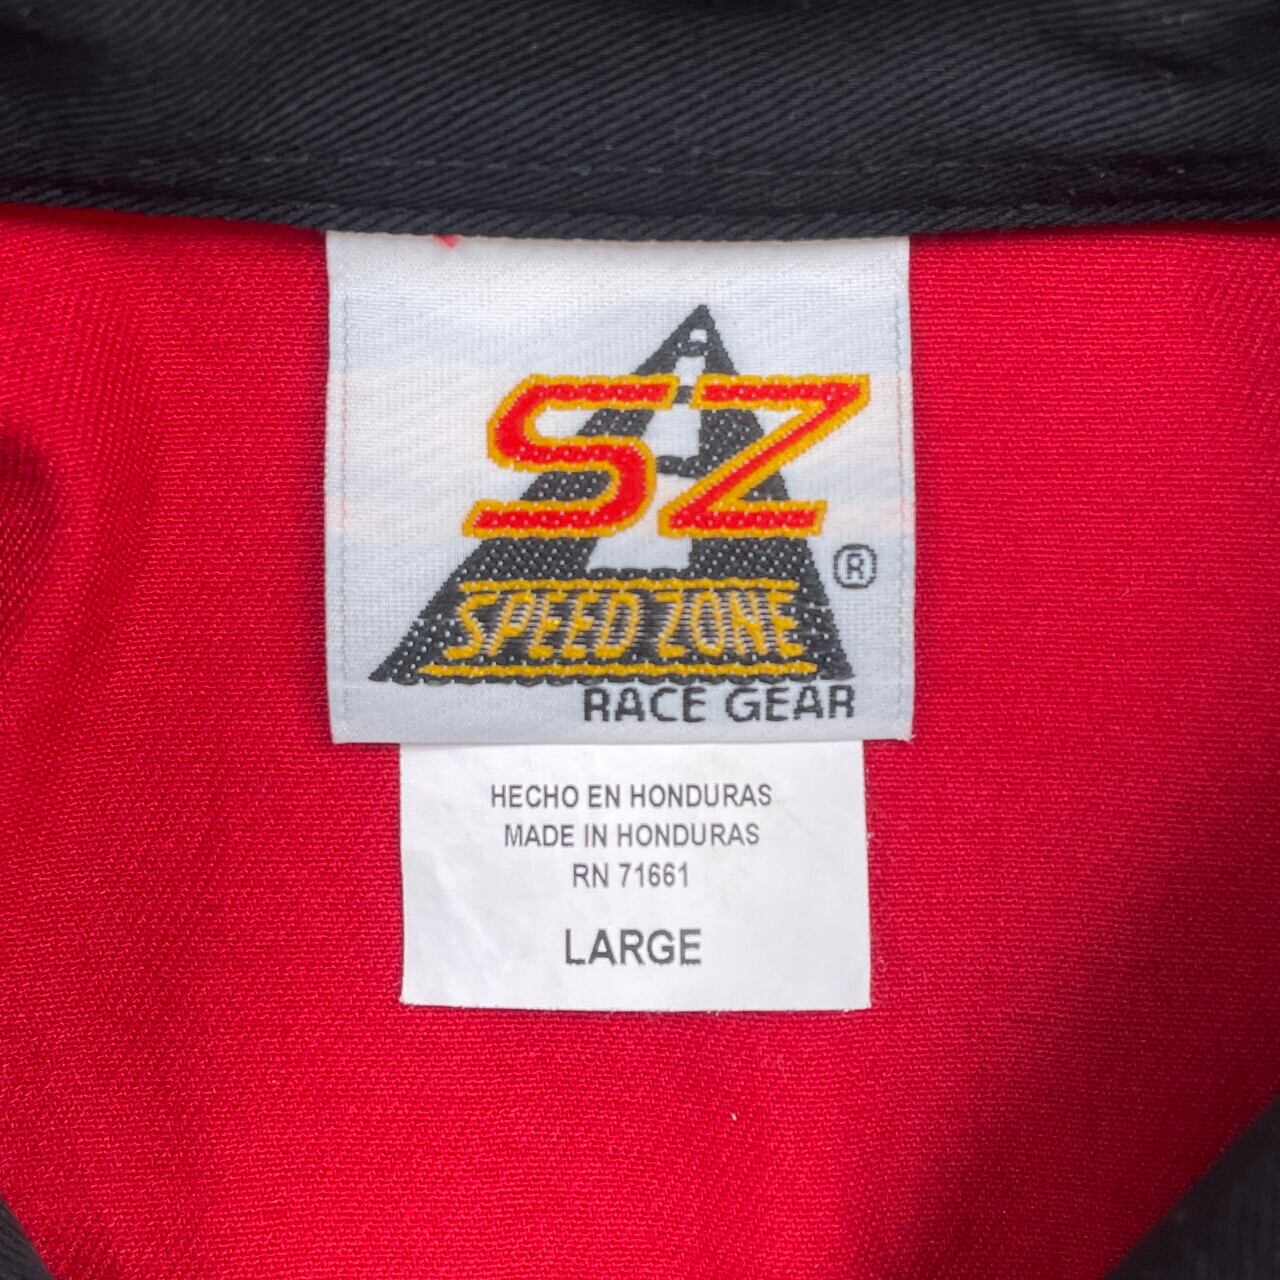 SZ
®
SPEED ZONE
RACE GEAR
HECHO EN HONDURAS
MADE IN HONDURAS
RN 71661
LARGE